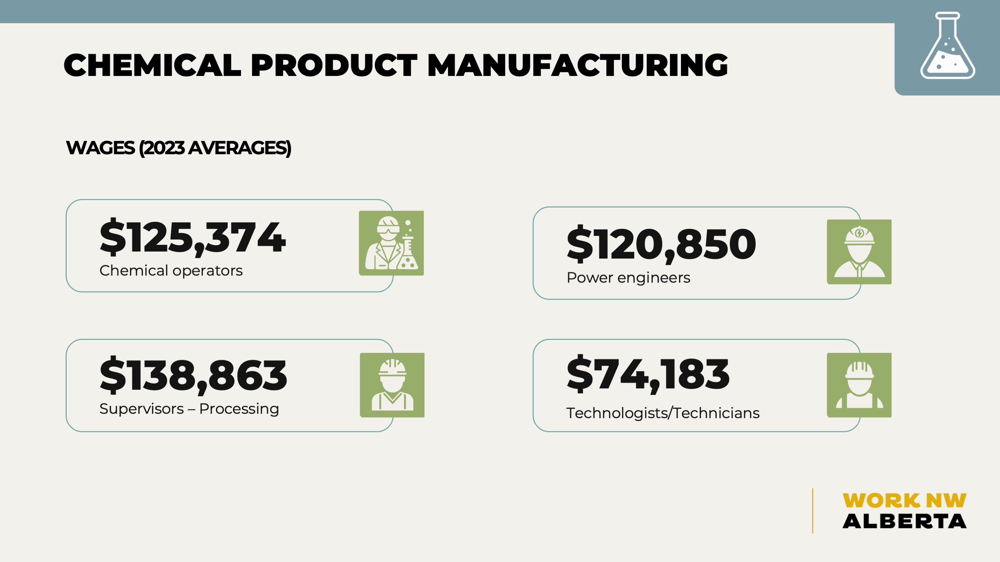 CHEMICAL PRODUCT MANUFACTURING
WAGES (2023 AVERAGES)
$125,374
Chemical operators
$120,850
Power engineers
$138,863
Supervisors – Processing
$74,183
Technologists/Technicians
WORK NW
ALBERTA